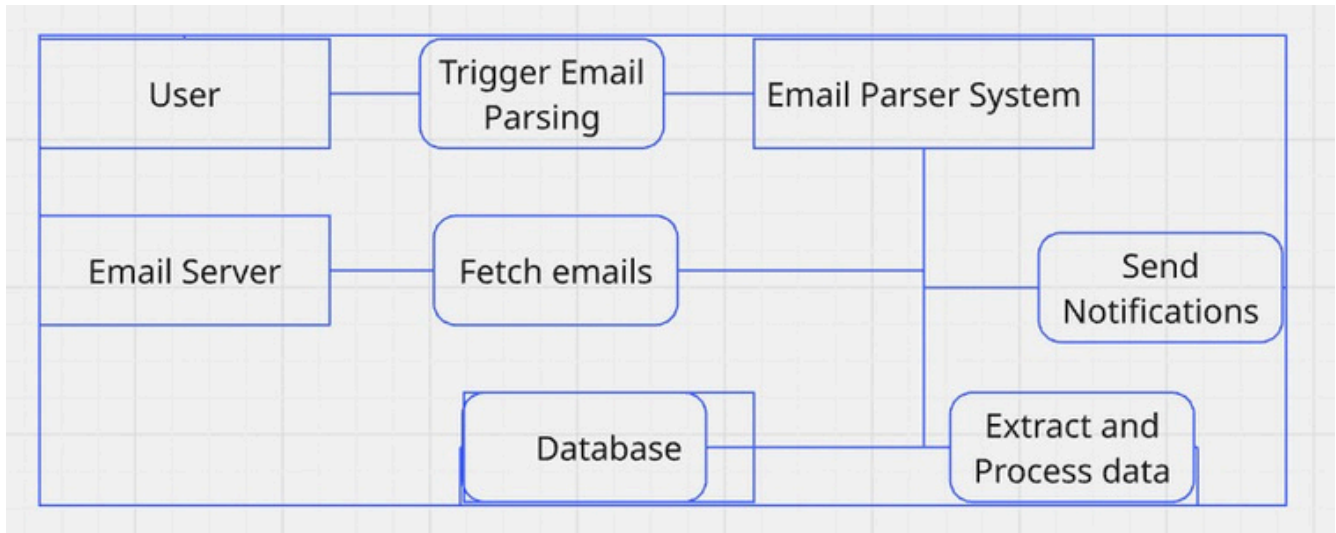 User
Trigger Email
Parsing
Email Parser System
Email Server
Fetch emails
Send
Notifications
Database
Extract and
Process data